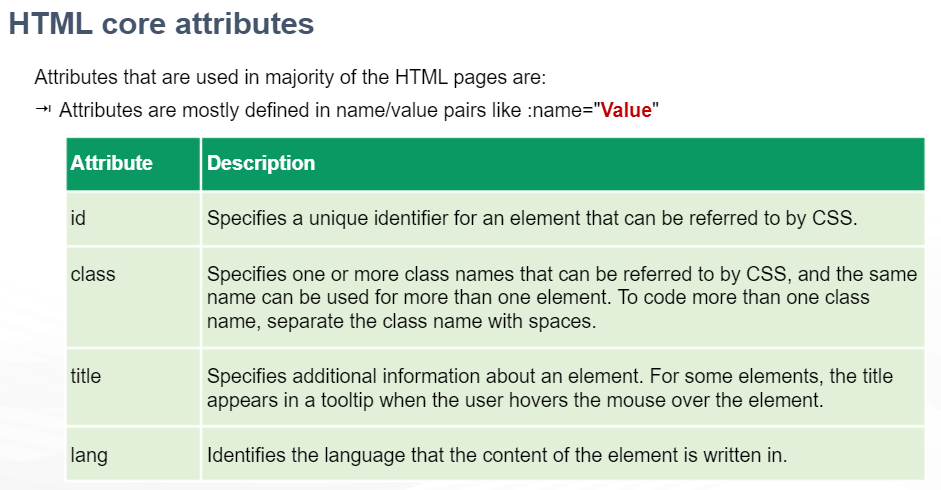 HTML core attributes
Attributes that are used in majority of the HTML pages are:
Attributes are mostly defined in name/value pairs like :name="Value"
Attribute Description
id Specifies a unique identifier for an element that can be referred to by CSS.
class Specifies one or more class names that can be referred to by CSS, and the same
name can be used for more than one element. To code more than one class
name, separate the class name with spaces.
title Specifies additional information about an element. For some elements, the title
appears in a tooltip when the user hovers the mouse over the element.
lang Identifies the language that the content of the element is written in.